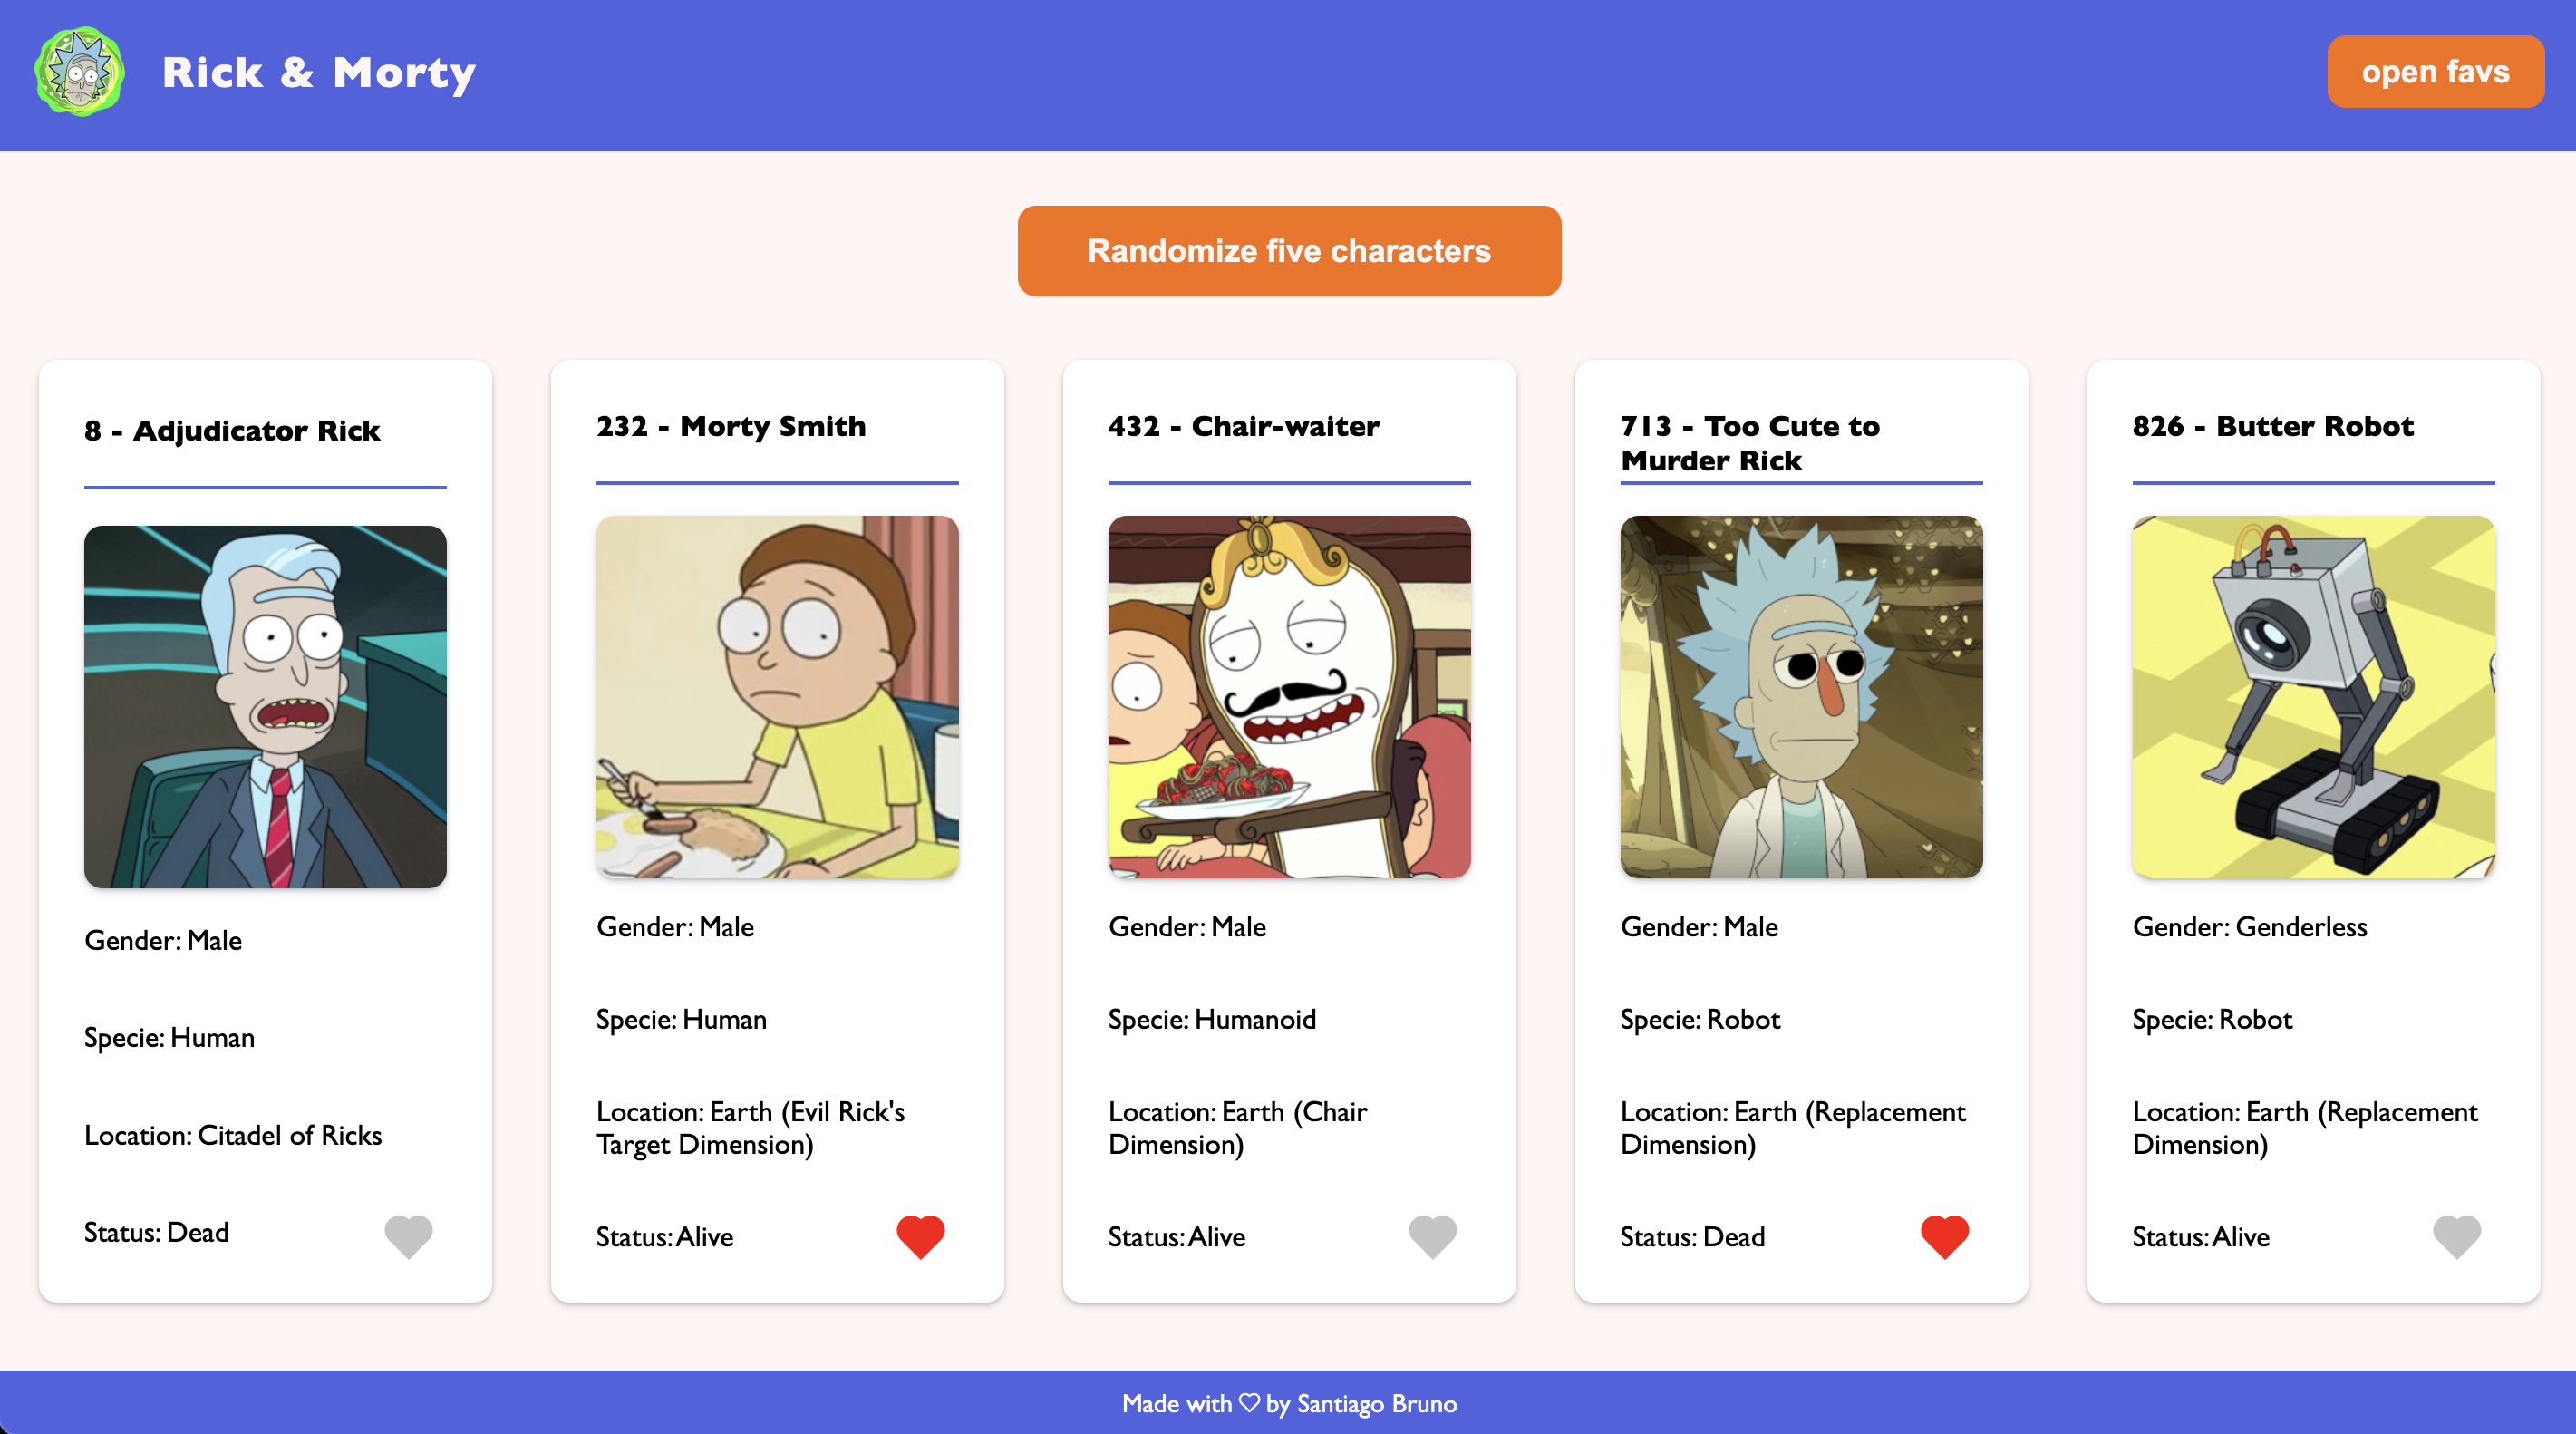 Rick & Morty
open favs
Randomize five characters
8 - Adjudicator Rick
Gender: Male
Specie: Human
Location: Citadel of Ricks
Status: Dead
232 - Morty Smith
Gender: Male
Specie: Human
Location: Earth (Evil Rick's
Target Dimension)
Status: Alive
432 - Chair-waiter
Gender: Male
Specie: Humanoid
Location: Earth (Chair
Dimension)
Status: Alive
713 - Too Cute to
Murder Rick
Gender: Male
Specie: Robot
Location: Earth (Replacement
Dimension)
Status: Dead
826 - Butter Robot
Gender: Genderless
Specie: Robot
Location: Earth (Replacement
Dimension)
Status: Alive
Made with ♡ by Santiago Bruno